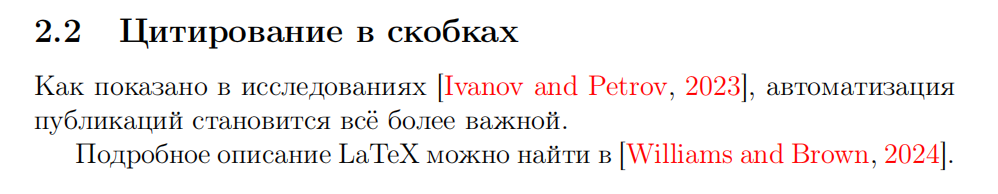 2.2 Цитирование в скобках
Как показано в исследованиях [Ivanov and Petrov, 2023], автоматизация
публикаций становится всё более важной.
Подробное описание LaTeX можно найти в [Williams and Brown, 2024].